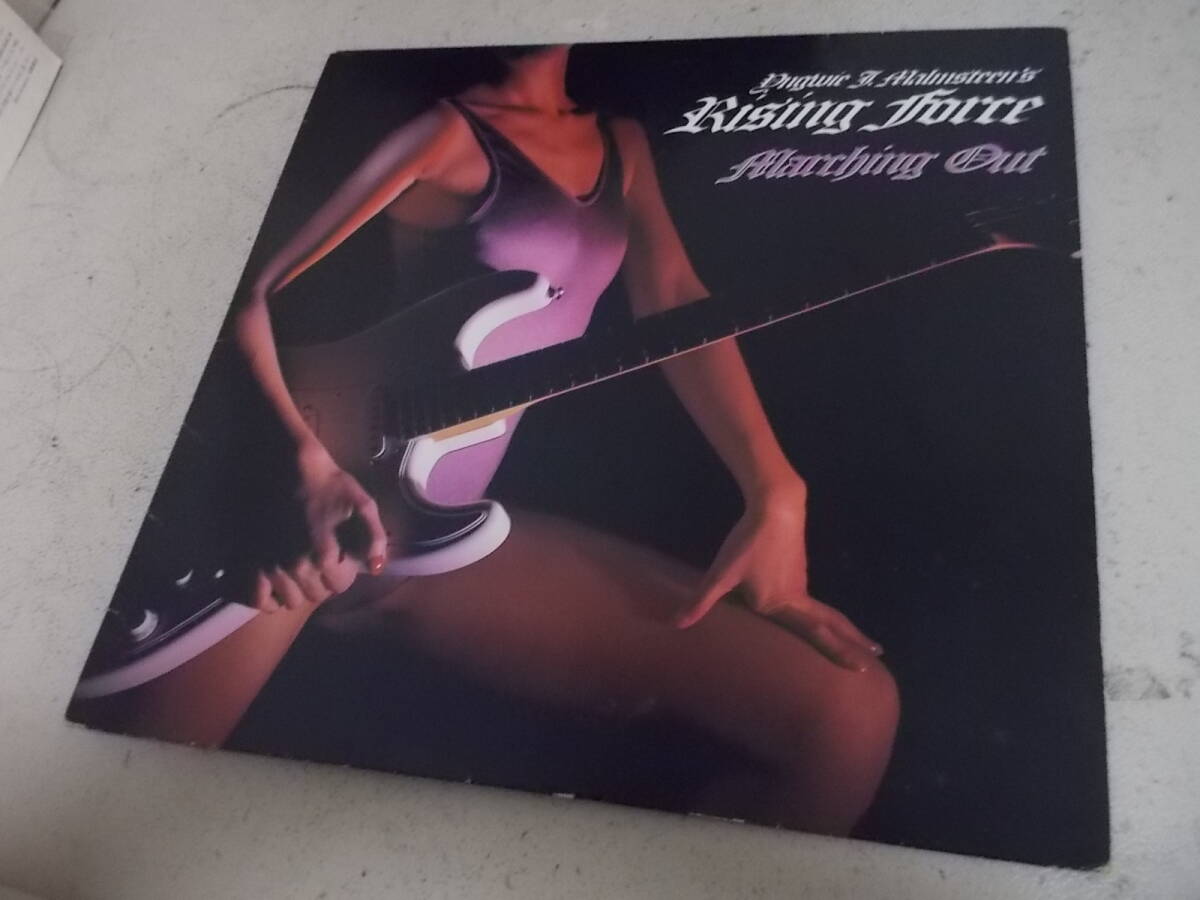 Yngwie J. Malmsteen's
Rising Force
Marching Out